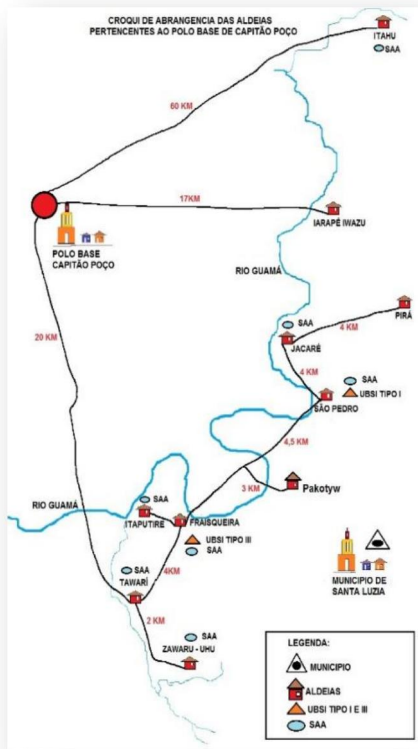 CROQUI DE ABRANGENCIA DAS ALDEIAS
PERTENCENTES AO POLO BASE DE CAPITÃO POÇO
ITAHU
SAA
60 KM
17KM
IARAPÉ IWAZU
POLO BASE
CAPITÃO POÇO
RIO GUAMÁ
PIRÁ
SAA
4 KM
JACARÉ
20 KM
4 KM
SAA
UBSI TIPO I
SÃO PEDRO
4,5 KM
3 KM
Pakotyw
RIO GUAMÁ
SAA
ITAPUTIRE
FRAISQUEIRA
UBSI TIPO III
SAA
MUNICIPIO DE
SANTA LUZIA
SAA
4KM
TAWARÍ
2 KM
SAA
ZAWARU - UHU
LEGENDA:
MUNICIPIO
ALDEIAS
UBSI TIPO I E III
SAA